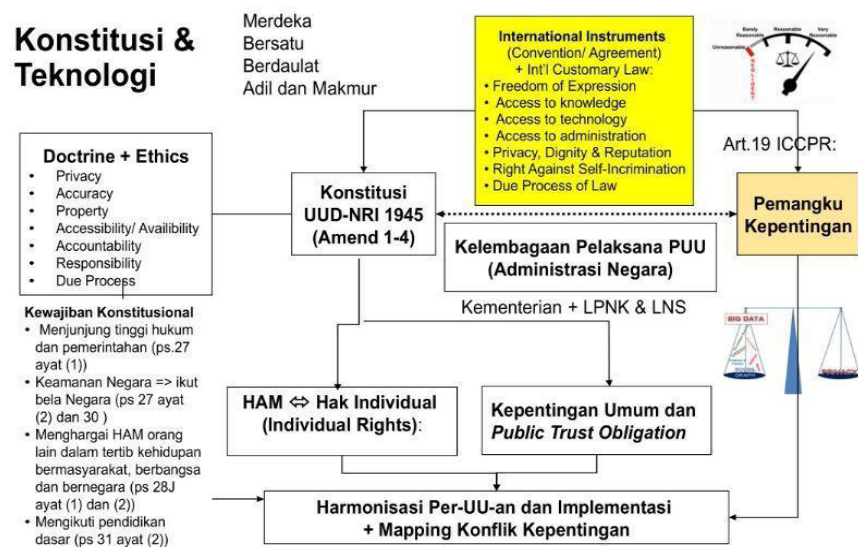 Konstitusi &
Teknologi
Merdeka
Bersatu
Berdaulat
Adil dan Makmur
International Instruments
(Convention/ Agreement)
+ Int'l Customary Law:
• Freedom of Expression
• Access to knowledge
• Access to technology
• Access to administration
• Privacy, Dignity & Reputation
• Right Against Self-Incrimination
• Due Process of Law
Unreasonable
Barely
Reasonable
Reasonable
Very
Reasonable
NEGLIGENT
Art.19 ICCPR:
Doctrine + Ethics
• Privacy
• Accuracy
• Property
• Accessibility/ Availibility
• Accountability
• Responsibility
• Due Process
Konstitusi
UUD-NRI 1945
(Amend 1-4)
Pemangku
Kepentingan
Kelembagaan Pelaksana PUU
(Administrasi Negara)
Kementerian + LPNK & LNS
Kewajiban Konstitusional
• Menjunjung tinggi hukum
dan pemerintahan (ps.27
ayat (1))
• Keamanan Negara => ikut
bela Negara (ps 27 ayat
(2) dan 30 )
• Menghargai HAM orang
lain dalam tertib kehidupan
bermasyarakat, berbangsa
dan bernegara (ps 28J
ayat (1) dan (2))
• Mengikuti pendidikan
dasar (ps 31 ayat (2))
BIG DATA
GRAPH
PRIVACY
HAM ⇔ Hak Individual
(Individual Rights):
Kepentingan Umum dan
Public Trust Obligation
Harmonisasi Per-UU-an dan Implementasi
+ Mapping Konflik Kepentingan